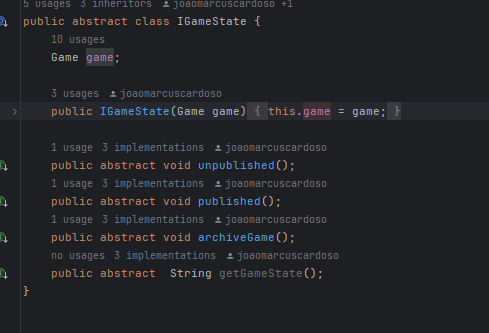 5 usages 3 inheritors joaomarcuscardoso +1
public abstract class IGameState {
10 usages
Game game;
3 usages joaomarcuscardoso
public IGameState(Game game) { this.game = game; }
1 usage 3 implementations joaomarcuscardoso
public abstract void unpublished();
1 usage 3 implementations joaomarcuscardoso
public abstract void published();
1 usage 3 implementations joaomarcuscardoso
public abstract void archiveGame();
no usages 3 implementations joaomarcuscardoso
public abstract  String getGameState();
}